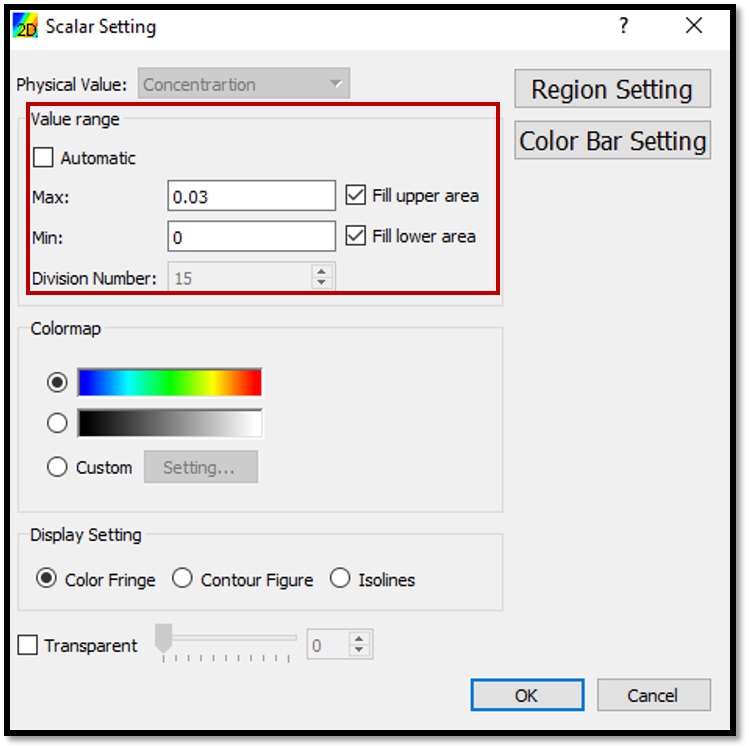 2D Scalar Setting ?
Physical Value: Concentrartion
Region Setting
Value range
Color Bar Setting
Automatic
Max: 0.03 Fill upper area
Min: 0 Fill lower area
Division Number: 15
Colormap
Custom Setting...
Display Setting
Color Fringe Contour Figure Isolines
Transparent 0
OK Cancel